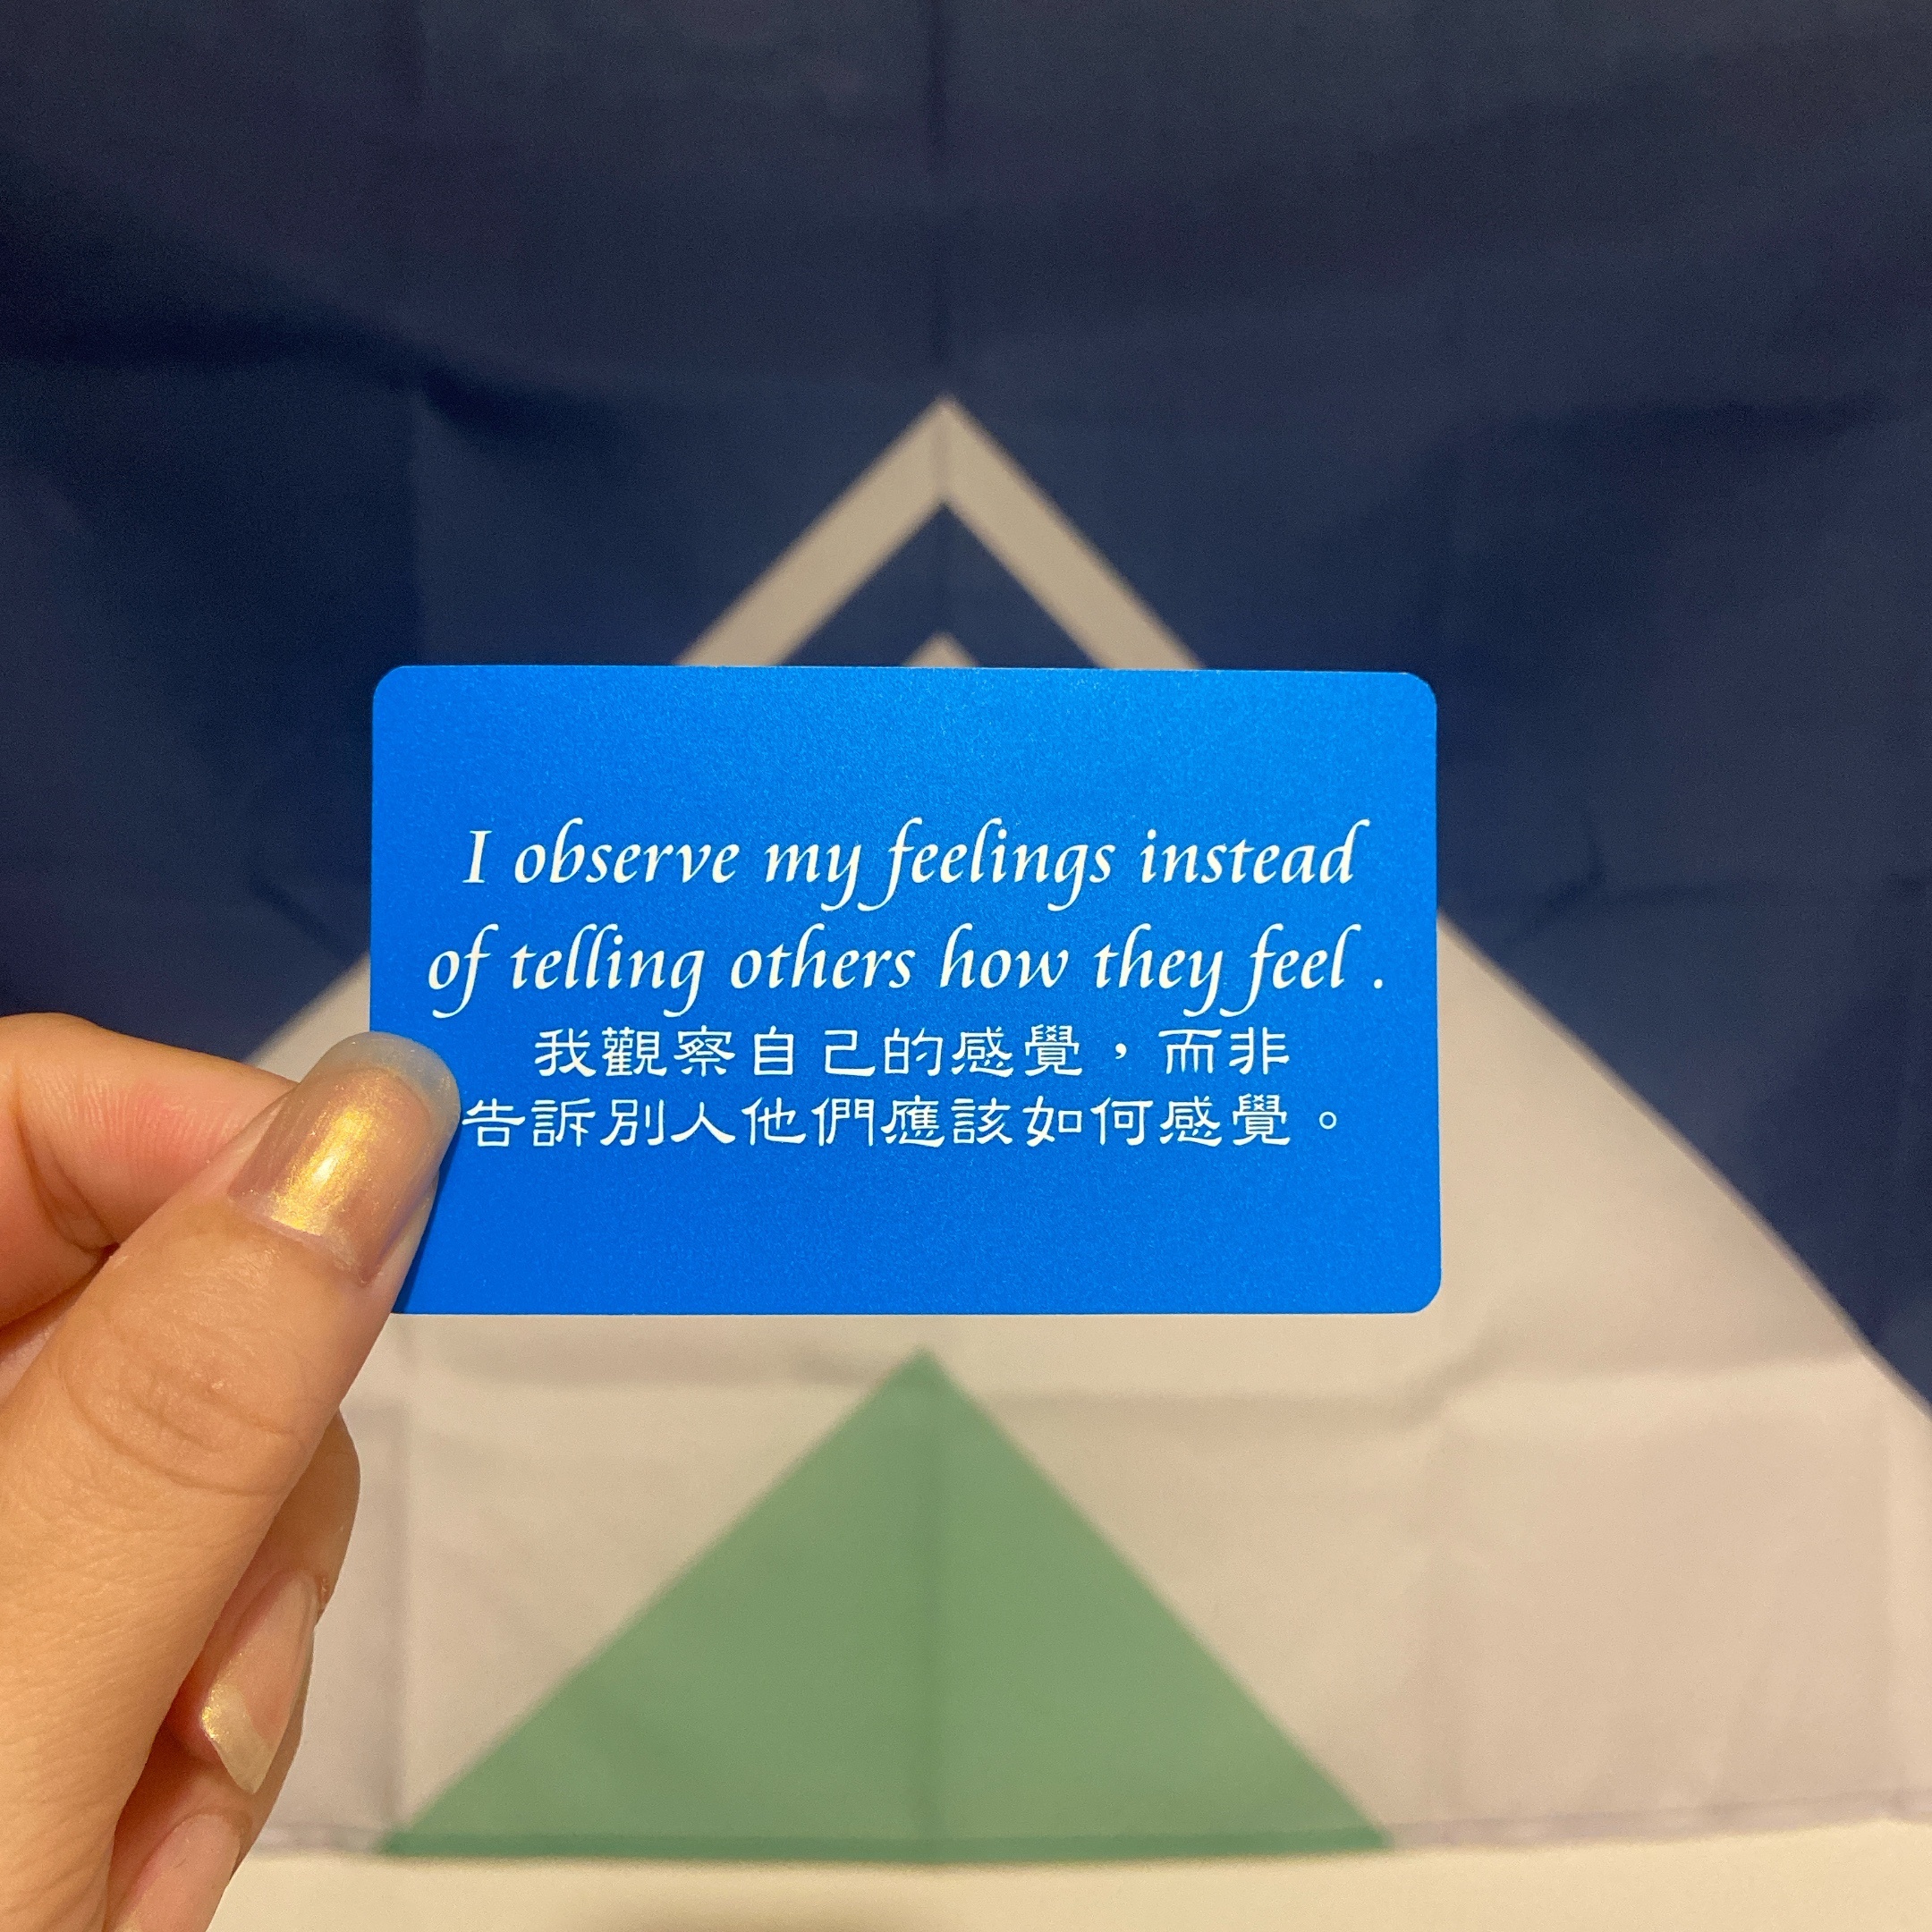 I observe my feelings instead
of telling others how they feel .
我觀察自己的感覺，而非
告訴別人他們應該如何感覺。